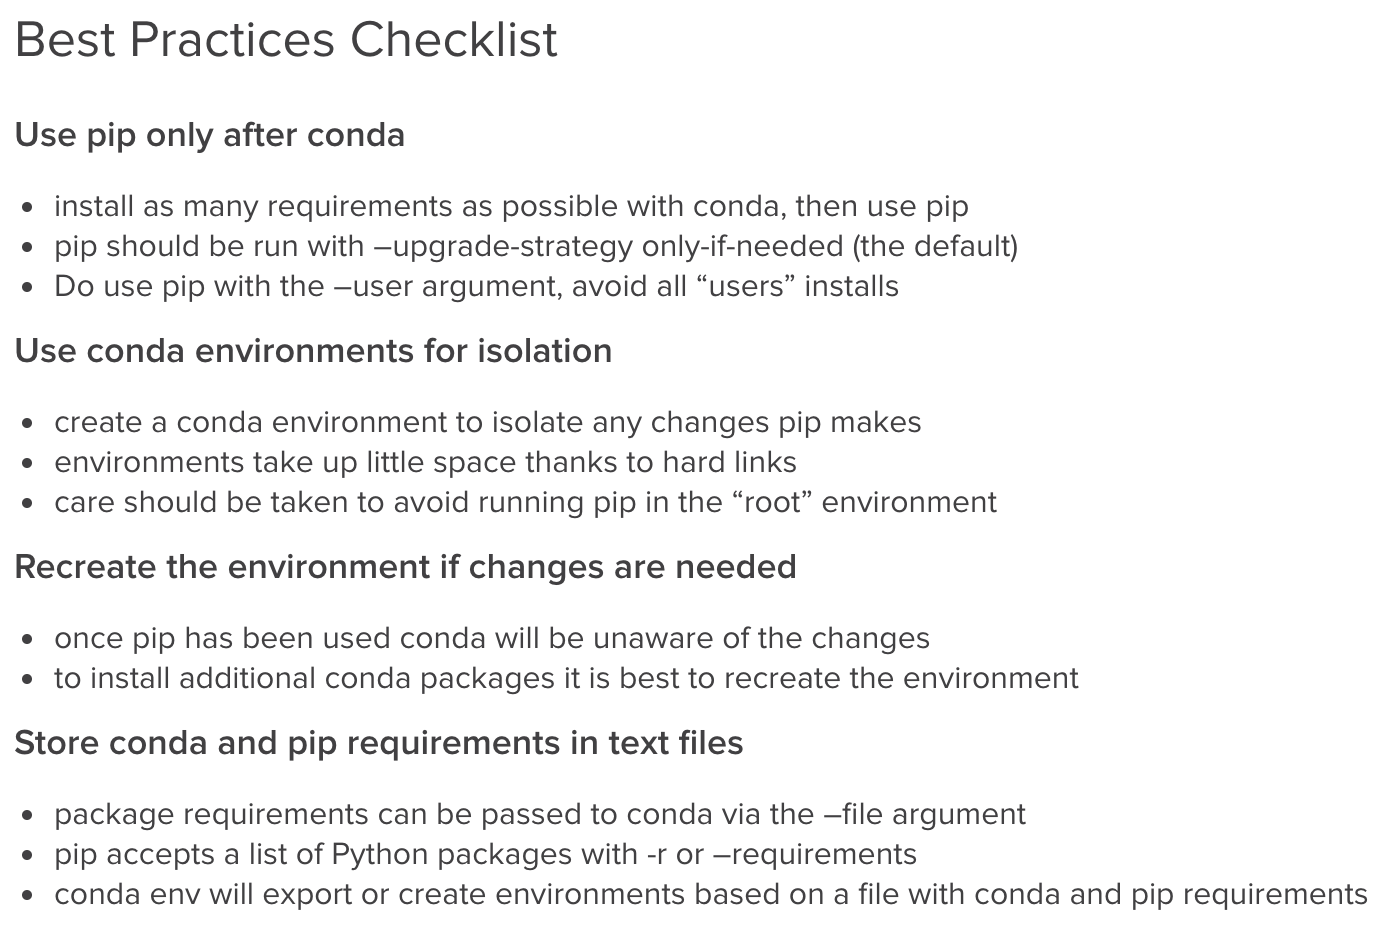 Best Practices Checklist
Use pip only after conda
• install as many requirements as possible with conda, then use pip
• pip should be run with –upgrade-strategy only-if-needed (the default)
• Do use pip with the –user argument, avoid all “users” installs
Use conda environments for isolation
• create a conda environment to isolate any changes pip makes
• environments take up little space thanks to hard links
• care should be taken to avoid running pip in the “root” environment
Recreate the environment if changes are needed
• once pip has been used conda will be unaware of the changes
• to install additional conda packages it is best to recreate the environment
Store conda and pip requirements in text files
• package requirements can be passed to conda via the –file argument
• pip accepts a list of Python packages with -r or –requirements
• conda env will export or create environments based on a file with conda and pip requirements